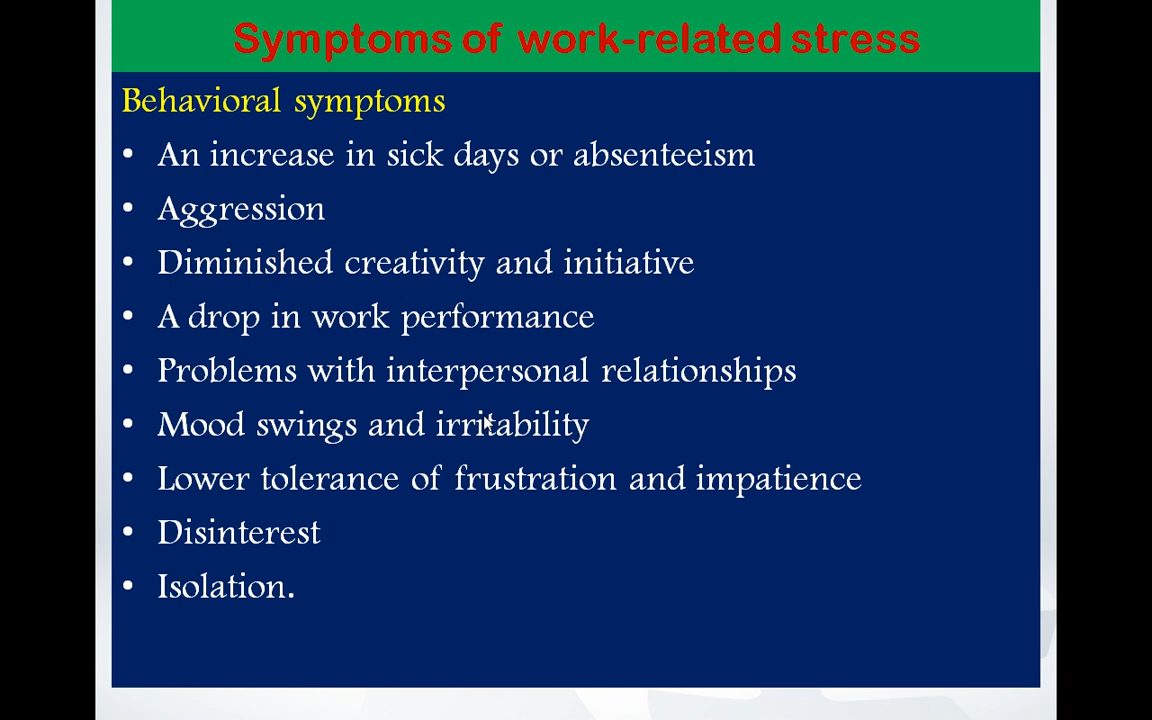 Symptoms of work-related stress
Behavioral symptoms
• An increase in sick days or absenteeism
• Aggression
• Diminished creativity and initiative
• A drop in work performance
• Problems with interpersonal relationships
• Mood swings and irritability
• Lower tolerance of frustration and impatience
• Disinterest
• Isolation.